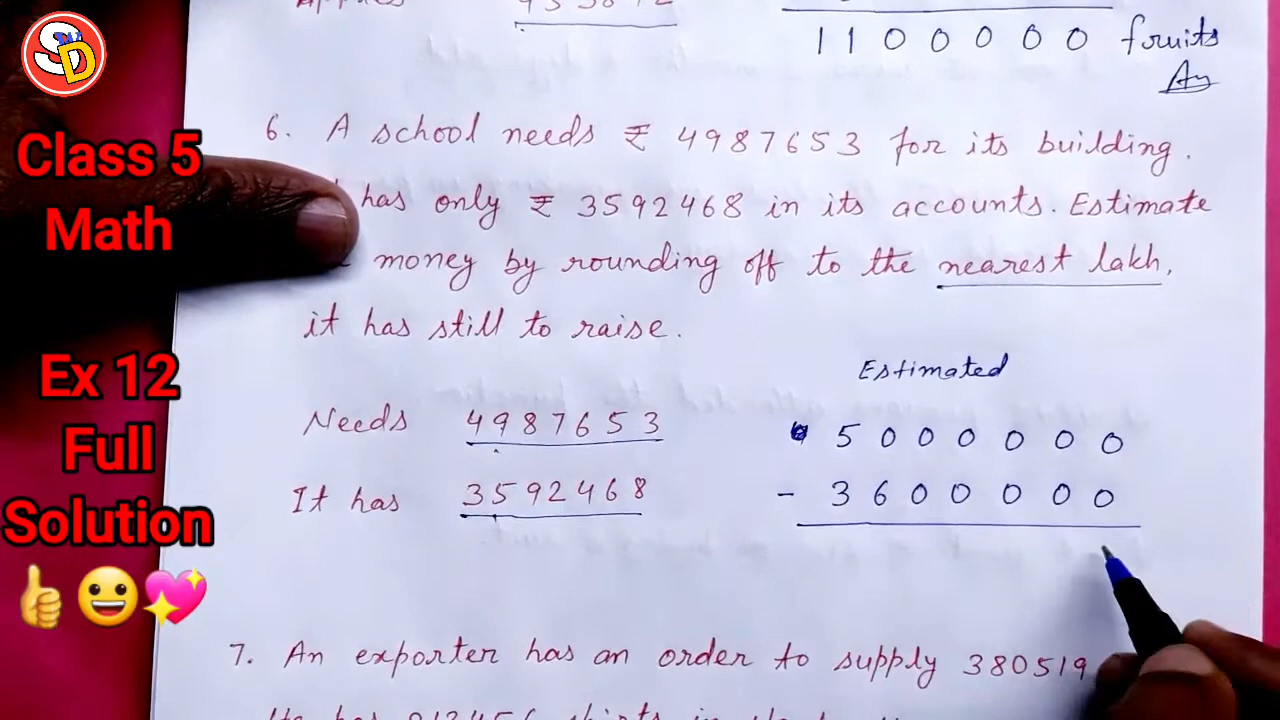 SD
Class 5
Math
Ex 12
Full
Solution
1100000 fruits
Ans
6. A school needs ₹ 4987653 for its building.
has only ₹ 3592468 in its accounts. Estimate
money by rounding off to the nearest lakh,
it has still to raise.
Estimated
Needs 4987653 5000000
It has 3592468 - 3600000
7. An exporter has an order to supply 380519